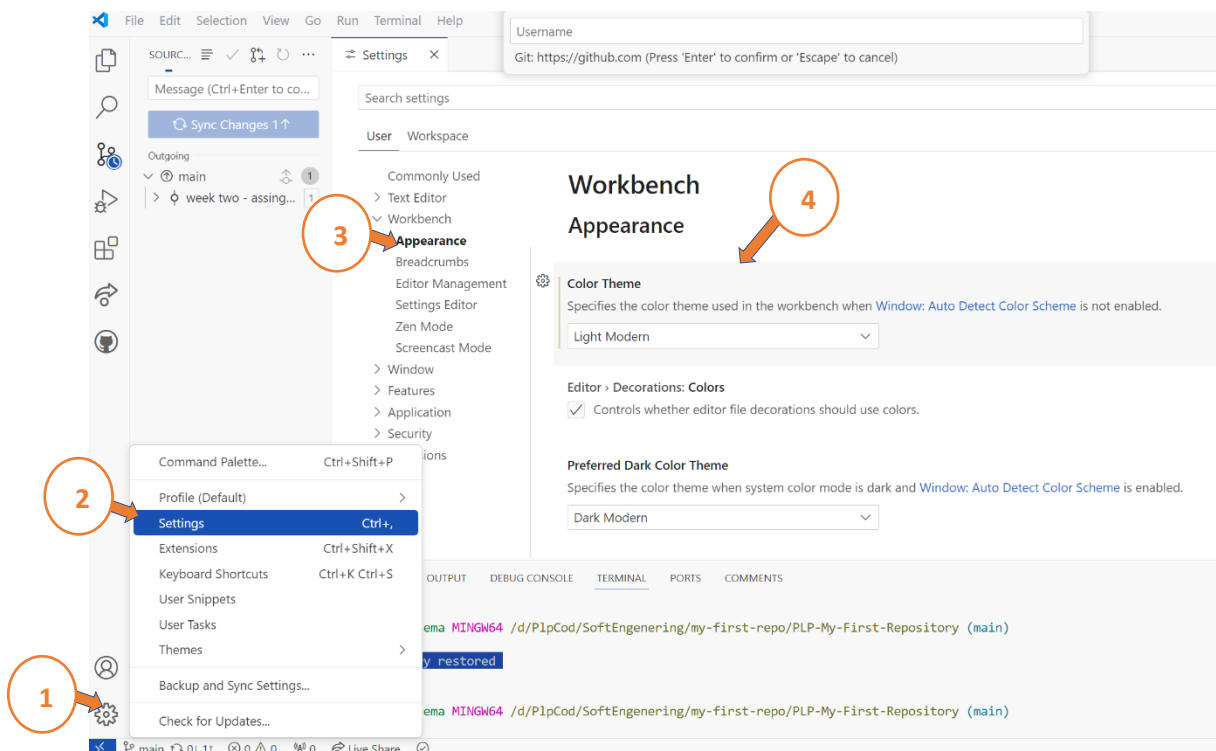 File Edit Selection View Go Run Terminal Help
Username
Git: https://github.com (Press 'Enter' to confirm or 'Escape' to cancel)
SOURC... ...
Settings
Message (Ctrl+Enter to co...
Sync Changes 1↑
Outgoing
main 1
week two - assing... 1
Search settings
User Workspace
Commonly Used
Text Editor
Workbench
Appearance
Breadcrumbs
Editor Management
Settings Editor
Zen Mode
Screencast Mode
Window
Features
Application
Security
ions
3
Workbench
Appearance
4
Color Theme
Specifies the color theme used in the workbench when Window: Auto Detect Color Scheme is not enabled.
Light Modern
Editor › Decorations: Colors
Controls whether editor file decorations should use colors.
Preferred Dark Color Theme
Specifies the color theme when system color mode is dark and Window: Auto Detect Color Scheme is enabled.
Dark Modern
Command Palette... Ctrl+Shift+P
Profile (Default)
2
Settings Ctrl+,
Extensions Ctrl+Shift+X
Keyboard Shortcuts Ctrl+K Ctrl+S
User Snippets
User Tasks
Themes
Backup and Sync Settings...
Check for Updates...
1
OUTPUT DEBUG CONSOLE TERMINAL PORTS COMMENTS
ema MINGW64 /d/PlpCod/SoftEngenering/my-first-repo/PLP-My-First-Repository (main)
y restored
ema MINGW64 /d/PlpCod/SoftEngenering/my-first-repo/PLP-My-First-Repository (main)
main 0↓ 1↑ 0 0 0 Live Share